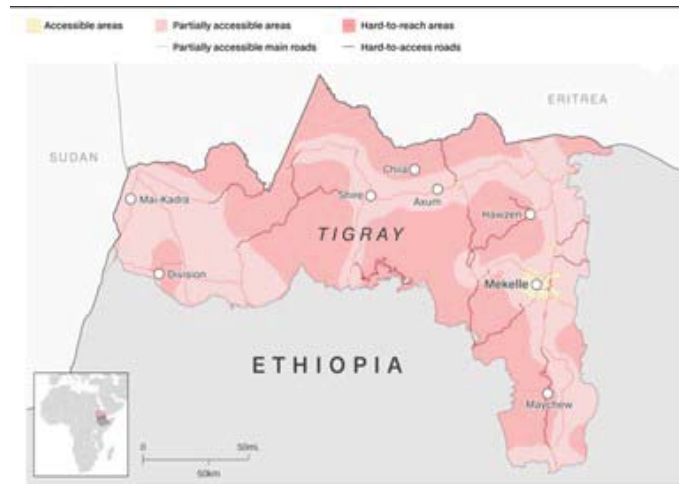 Accessible areas
Partially accessible areas
Hard-to-reach areas
Partially accessible main roads
Hard-to-access roads
ERITREA
SUDAN
Chila
Mai-Kadra
Shire
Axum
Hawzen
TIGRAY
Division
Mekelle
ETHIOPIA
Maychew
0
50mi
50km